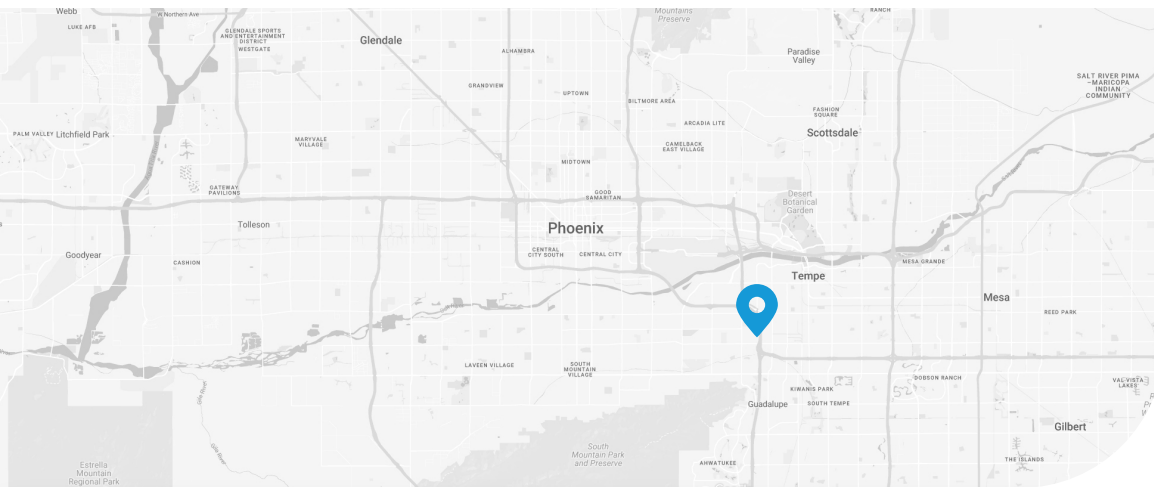 Webb
W Northern Ave
LUKE AFB
GLENDALE SPORTS
AND ENTERTAINMENT
DISTRICT
WESTGATE
Glendale
ALHAMBRA
Mountains
Preserve
RANCH
Paradise
Valley
GRANDVIEW
UPTOWN
BILTMORE AREA
SALT RIVER PIMA
–MARICOPA
INDIAN
COMMUNITY
FASHION
SQUARE
ARCADIA LITE
PALM VALLEY
Litchfield Park
MARYVALE
VILLAGE
CAMELBACK
EAST VILLAGE
Scottsdale
MIDTOWN
GATEWAY
PAVILIONS
GOOD
SAMARITAN
Desert
Botanical
Garden
Tolleson
Phoenix
Goodyear
CASHION
CENTRAL
CITY SOUTH
CENTRAL CITY
MESA GRANDE
Tempe
Mesa
REED PARK
LAVEEN VILLAGE
SOUTH
MOUNTAIN
VILLAGE
DOBSON RANCH
VAL VISTA
LAKES
KIWANIS PARK
Gila River
Guadalupe
SOUTH TEMPE
Gilbert
Gila River
South
Mountain Park
and Preserve
AHWATUKEE
THE ISLANDS
Estrella
Mountain
Regional Park